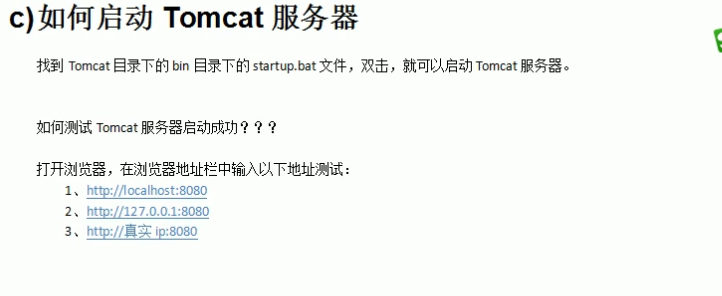 c)如何启动 Tomcat 服务器
找到 Tomcat 目录下的 bin 目录下的 startup.bat 文件，双击，就可以启动 Tomcat 服务器。
如何测试 Tomcat 服务器启动成功？？？
打开浏览器，在浏览器地址栏中输入以下地址测试：
1、http://localhost:8080
2、http://127.0.0.1:8080
3、http://真实 ip:8080